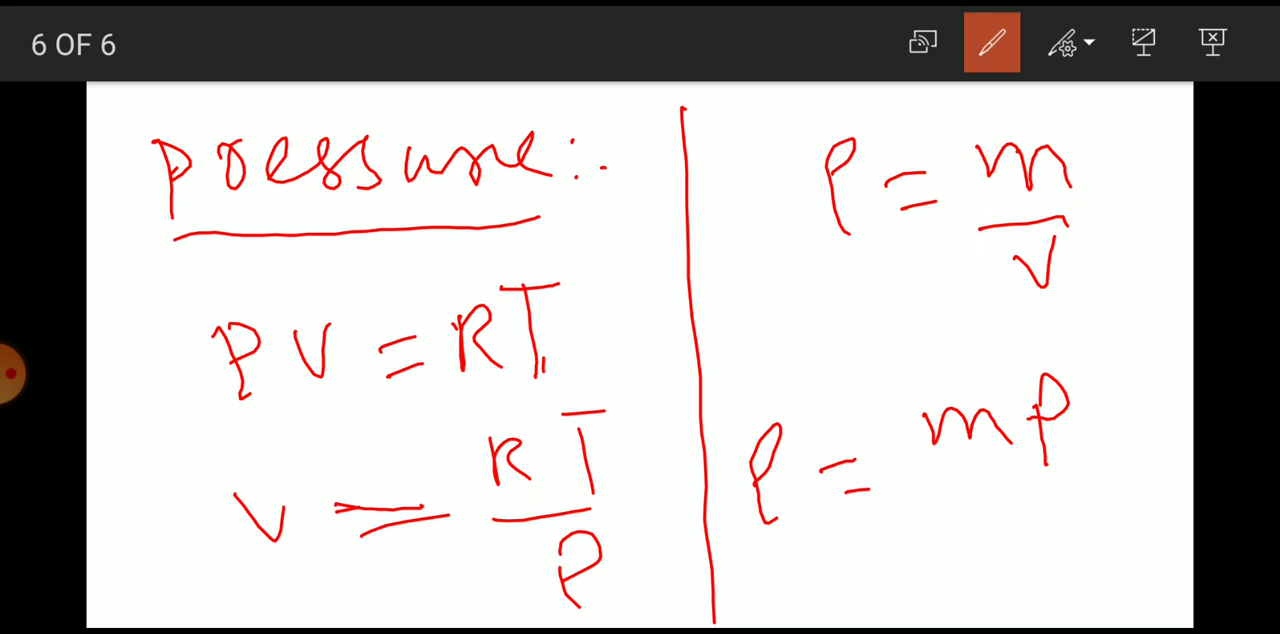 6 OF 6
Pressure:-
PV = RT
V = RT/P
ρ = m/V
ρ = mP